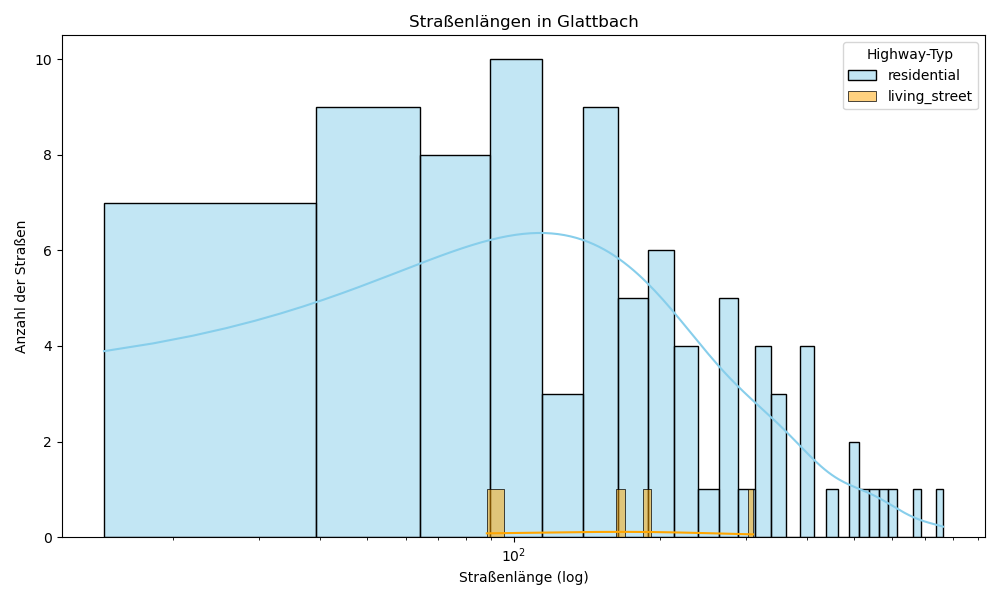 Straßenlängen in Glattbach
Highway-Typ
residential
living_street
10
8
6
4
2
0
Anzahl der Straßen
10²
Straßenlänge (log)